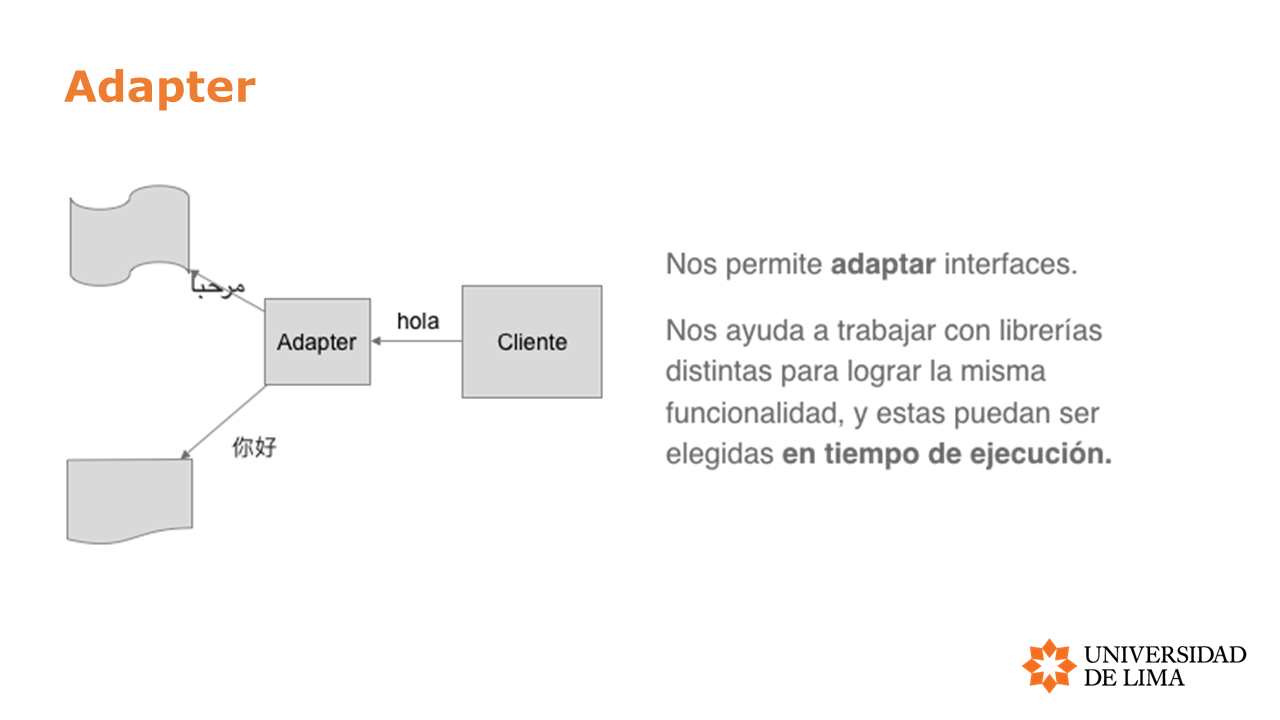 Adapter
مرحباً
hola
Adapter
Cliente
你好
Nos permite adaptar interfaces.
Nos ayuda a trabajar con librerías
distintas para lograr la misma
funcionalidad, y estas puedan ser
elegidas en tiempo de ejecución.
UNIVERSIDAD
DE LIMA